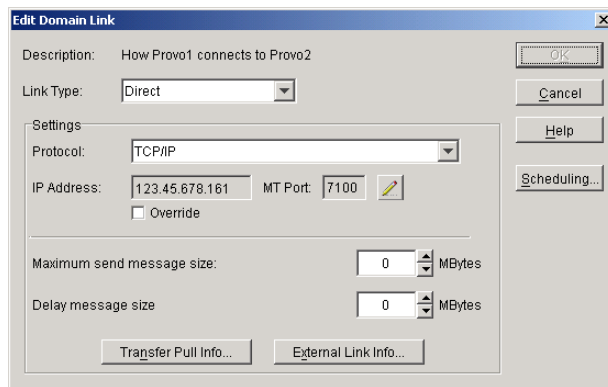 Edit Domain Link
Description: How Provo1 connects to Provo2
OK
Link Type: Direct
Cancel
Settings
Help
Protocol: TCP/IP
IP Address: 123.45.678.161 MT Port: 7100
Scheduling...
Override
Maximum send message size: 0 MBytes
Delay message size 0 MBytes
Transfer Pull Info... External Link Info...